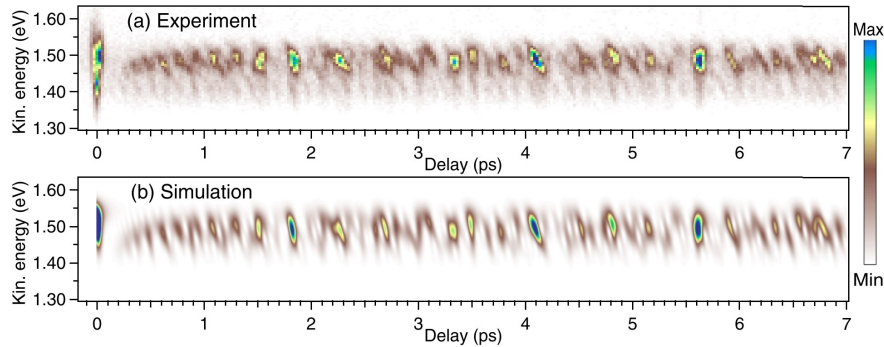 (a) Experiment
Kin. energy (eV)
1.60
1.50
1.40
1.30
0 1 2 3 4 5 6 7
Delay (ps)
(b) Simulation
Kin. energy (eV)
1.60
1.50
1.40
1.30
0 1 2 3 4 5 6 7
Delay (ps)
Max
Min